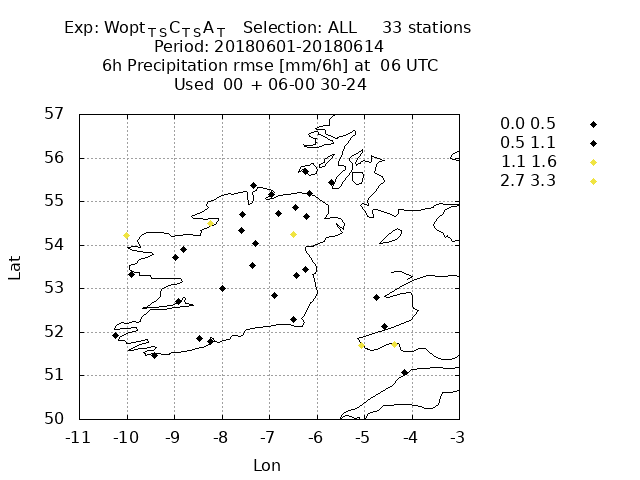 Exp: Wopt_TS C_TS A_T Selection: ALL 33 stations
Period: 20180601-20180614
6h Precipitation rmse [mm/6h] at 06 UTC
Used 00 + 06-00 30-24
57
56
55
54
53
52
51
50
-11 -10 -9 -8 -7 -6 -5 -4 -3
Lat
Lon
0.0 0.5
0.5 1.1
1.1 1.6
2.7 3.3